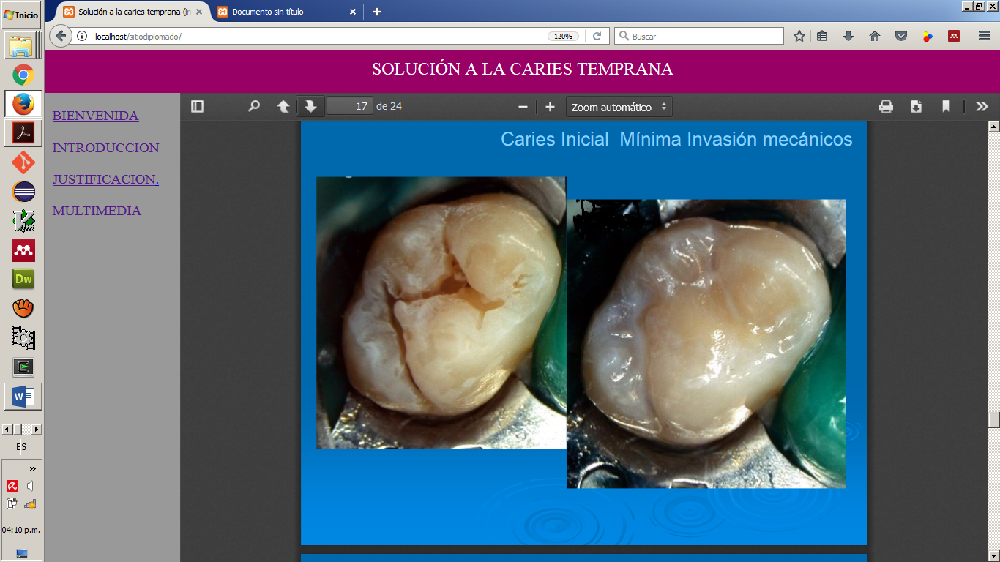 Inicio
Solución a la caries temprana (in
Documento sin título
localhost/sitiodiplomado/
120%
Buscar
SOLUCIÓN A LA CARIES TEMPRANA
BIENVENIDA
INTRODUCCION
JUSTIFICACION.
MULTIMEDIA
17 de 24
Zoom automático
Caries Inicial Mínima Invasión mecánicos
Vim
Dw
W
ES
04:10 p.m.